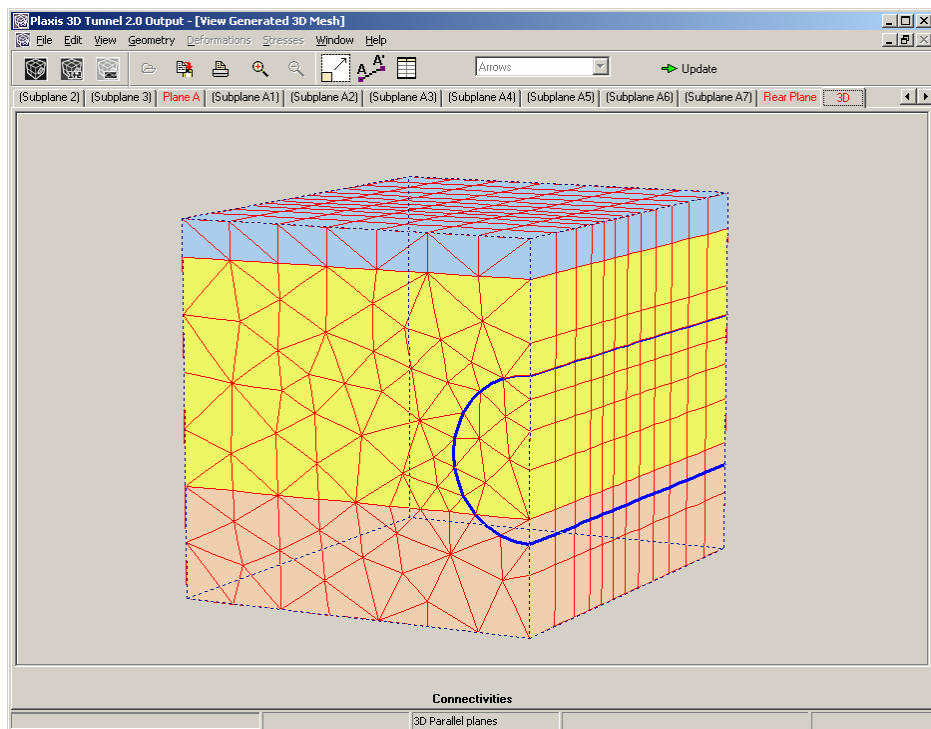 Plaxis 3D Tunnel 2.0 Output - [View Generated 3D Mesh]
File Edit View Geometry Deformations Stresses Window Help
A A' Arrows Update
(Subplane 2) (Subplane 3) Plane A (Subplane A1) (Subplane A2) (Subplane A3) (Subplane A4) (Subplane A5) (Subplane A6) (Subplane A7) Rear Plane 3D
Connectivities
3D Parallel planes